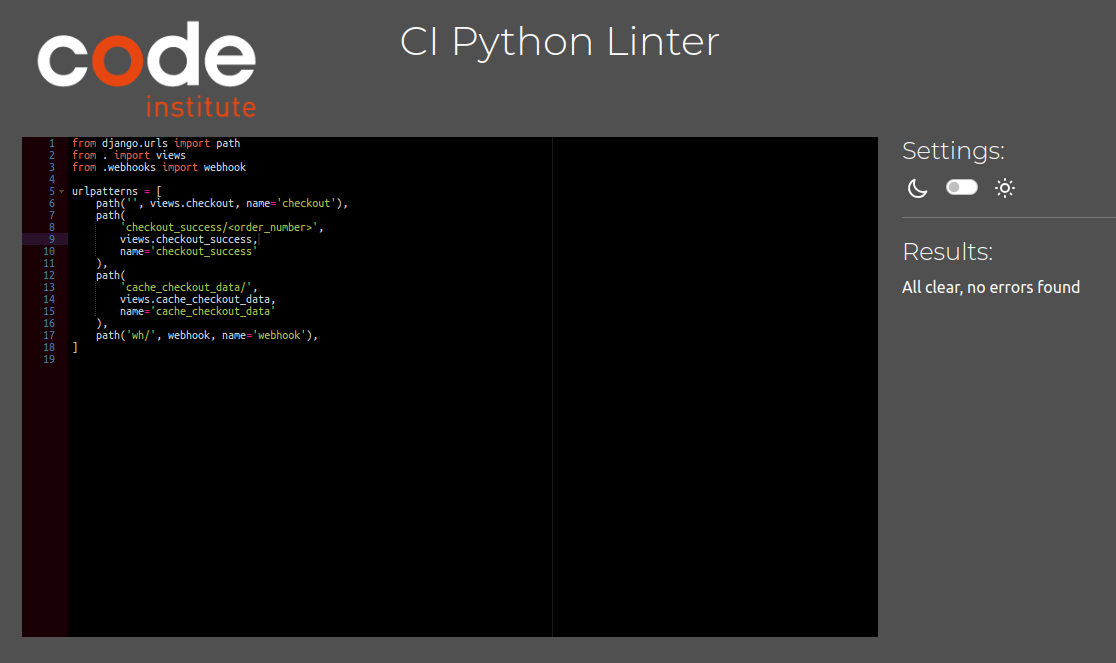 code
institute
CI Python Linter
1 from django.urls import path
2 from . import views
3 from .webhooks import webhook
4
5 urlpatterns = [
6     path('', views.checkout, name='checkout'),
7     path(
8         'checkout_success/<order_number>',
9         views.checkout_success,
10         name='checkout_success'
11     ),
12     path(
13         'cache_checkout_data/',
14         views.cache_checkout_data,
15         name='cache_checkout_data'
16     ),
17     path('wh/', webhook, name='webhook'),
18 ]
19
Settings:
Results:
All clear, no errors found